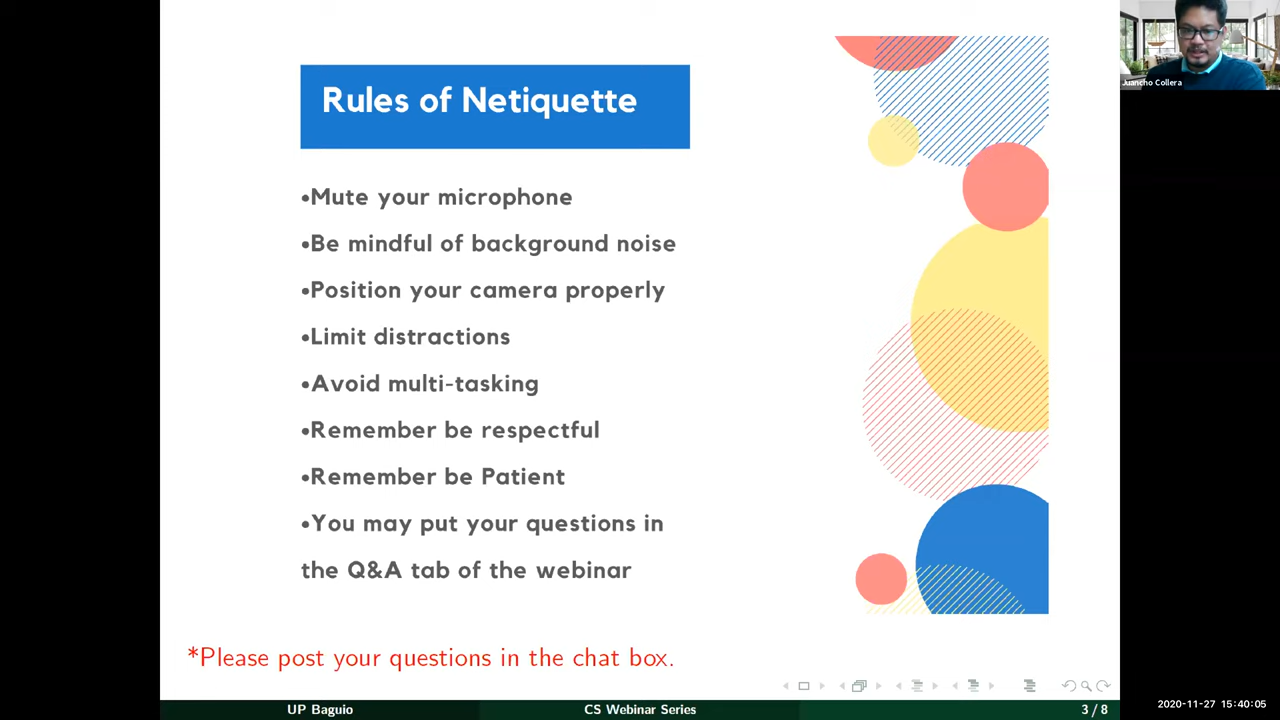 Rules of Netiquette
•Mute your microphone
•Be mindful of background noise
•Position your camera properly
•Limit distractions
•Avoid multi-tasking
•Remember be respectful
•Remember be Patient
•You may put your questions in
the Q&A tab of the webinar
*Please post your questions in the chat box.
UP Baguio
CS Webinar Series
3 / 8
Juancho Collera
2020-11-27 15:40:05